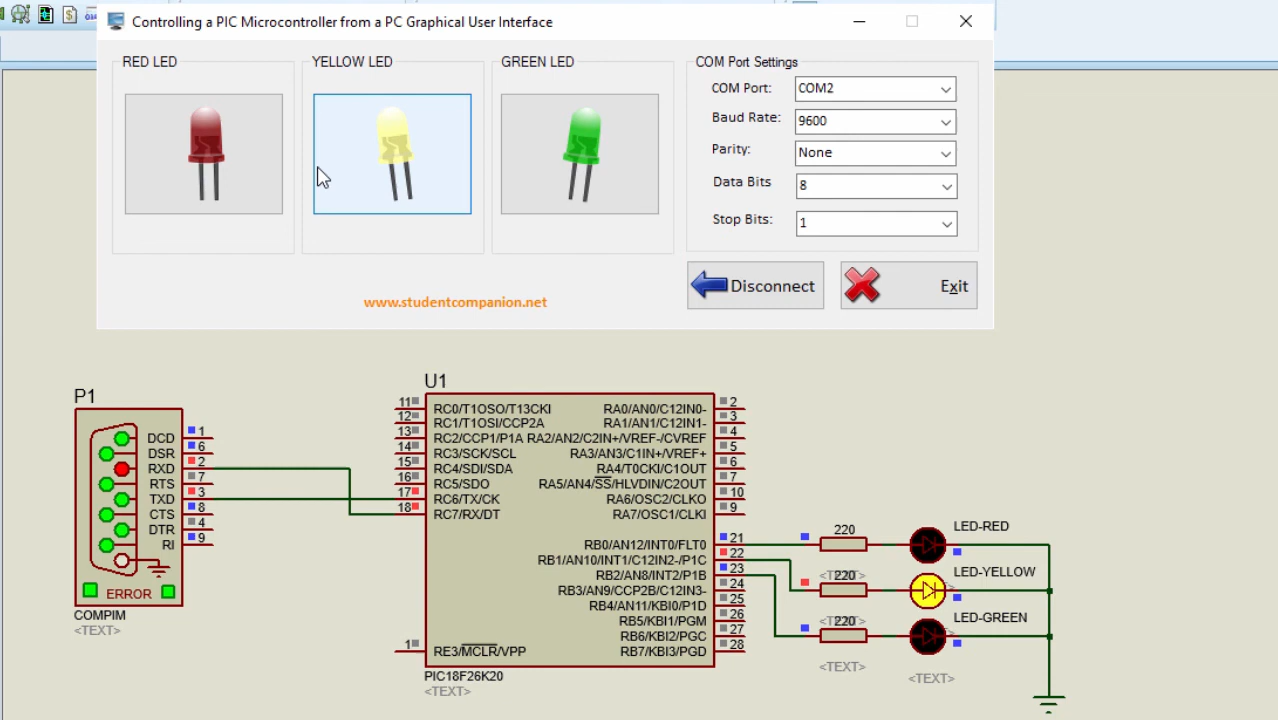 Controlling a PIC Microcontroller from a PC Graphical User Interface
RED LED
YELLOW LED
GREEN LED
COM Port Settings
COM Port:
COM2
Baud Rate:
9600
Parity:
None
Data Bits
8
Stop Bits:
1
Disconnect
Exit
www.studentcompanion.net
P1
DCD 1
DSR 6
RXD 2
RTS 7
TXD 3
CTS 8
DTR 4
RI 9
ERROR
COMPIM
<TEXT>
U1
11 RC0/T1OSO/T13CKI
12 RC1/T1OSI/CCP2A
13 RC2/CCP1/P1A
14 RC3/SCK/SCL
15 RC4/SDI/SDA
16 RC5/SDO
17 RC6/TX/CK
18 RC7/RX/DT
1 RE3/MCLR/VPP
RA0/AN0/C12IN0- 2
RA1/AN1/C12IN1- 3
RA2/AN2/C2IN+/VREF-/CVREF 4
RA3/AN3/C1IN+/VREF+ 5
RA4/T0CKI/C1OUT 6
RA5/AN4/SS/HLVDIN/C2OUT 7
RA6/OSC2/CLKO 10
RA7/OSC1/CLKI 9
RB0/AN12/INT0/FLT0 21
RB1/AN10/INT1/C12IN2-/P1C 22
RB2/AN8/INT2/P1B 23
RB3/AN9/CCP2B/C12IN3- 24
RB4/AN11/KBI0/P1D 25
RB5/KBI1/PGM 26
RB6/KBI2/PGC 27
RB7/KBI3/PGD 28
PIC18F26K20
<TEXT>
220
LED-RED
<TEXT>
220
LED-YELLOW
<TEXT>
220
LED-GREEN
<TEXT>
<TEXT>